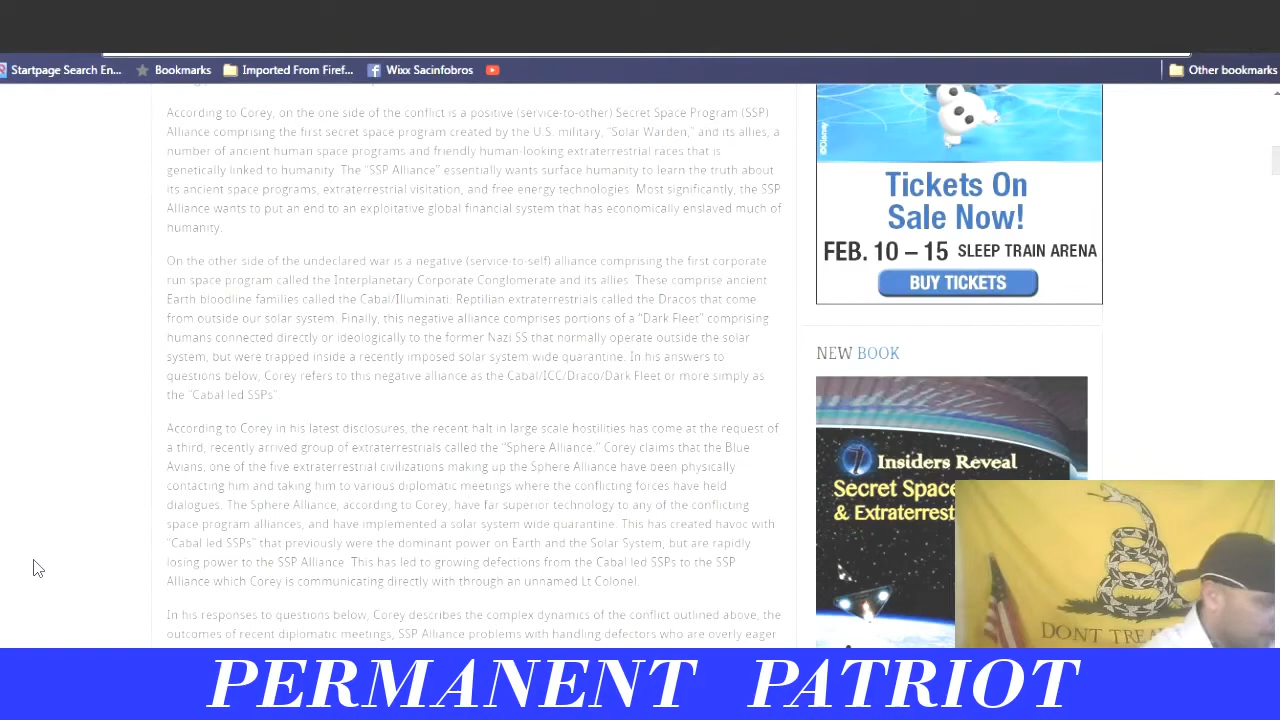 Startpage Search En...
Bookmarks
Imported From Firef...
Wixx Sacinfobros
Other bookmarks
According to Corey, on the one side of the conflict is a positive (service-to-other) Secret Space Program (SSP)
Alliance comprising the first secret space program created by the U.S. military, “Solar Warden,” and its allies, a
number of ancient human space programs and friendly human-looking extraterrestrial races that is
genetically linked to humanity. The “SSP Alliance” essentially wants surface humanity to learn the truth about
its ancient space programs, extraterrestrial visitation, and free energy technologies. Most significantly, the SSP
Alliance wants to put an end to an exploitative global financial system that has economically enslaved much of
humanity.
On the other side of the undeclared war is a negative (service-to-self) alliance comprising the first corporate
run space program called the Interplanetary Corporate Conglomerate and its allies. These comprise ancient
Earth bloodline families called the Cabal/Illuminati; Reptilian extraterrestrials called the Dracos that come
from outside our solar system. Finally, this negative alliance comprises portions of a “Dark Fleet” comprising
humans connected directly or ideologically to the former Nazi SS that normally operate outside the solar
system, but were trapped inside a recently imposed solar system wide quarantine. In his answers to
questions below, Corey refers to this negative alliance as the Cabal/ICC/Draco/Dark Fleet or more simply as
the “Cabal led SSPs”.
According to Corey in his latest disclosures, the recent halt in large scale hostilities has come at the request of
a third, recently arrived group of extraterrestrials called the “Sphere Alliance.” Corey claims that the Blue
Avians, one of the extraterrestrial civilizations making up the Sphere Alliance have been physically
contacting him and taking him to various diplomatic meetings where the conflicting forces have held
dialogues. The Sphere Alliance, according to Corey, have far superior technology to any of the conflicting
space program alliances, and have implemented a solar system wide quarantine. This has created havoc with
“Cabal led SSPs” that previously were the dominant power on Earth and the Solar System, but are rapidly
losing power to the SSP Alliance. This has led to growing defections from the Cabal led SSPs to the SSP
Alliance which Corey is communicating directly with through an unnamed Lt Colonel.
In his responses to questions below, Corey describes the complex dynamics of the conflict outlined above, the
outcomes of recent diplomatic meetings, SSP Alliance problems with handling defectors who are overly eager
©Disney
Tickets On
Sale Now!
FEB. 10 – 15 SLEEP TRAIN ARENA
BUY TICKETS
NEW BOOK
Insiders Reveal
Secret Space
& Extraterrest
DONT TREA
PERMANENT PATRIOT